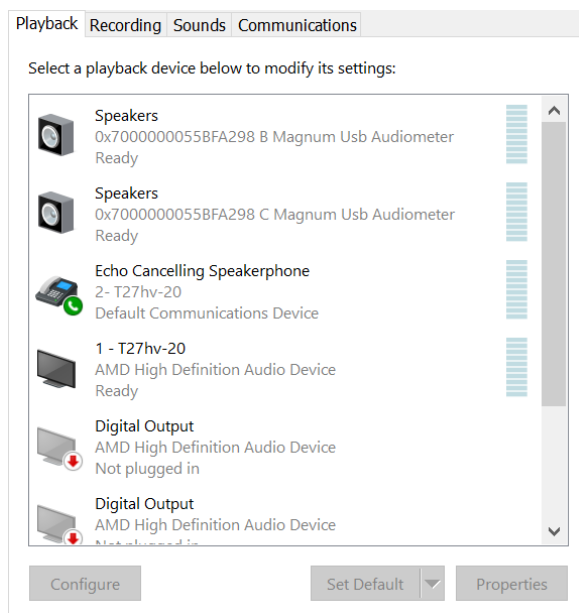 Playback Recording Sounds Communications
Select a playback device below to modify its settings:
Speakers
0x7000000055BFA298 B Magnum Usb Audiometer
Ready
Speakers
0x7000000055BFA298 C Magnum Usb Audiometer
Ready
Echo Cancelling Speakerphone
2- T27hv-20
Default Communications Device
1 - T27hv-20
AMD High Definition Audio Device
Ready
Digital Output
AMD High Definition Audio Device
Not plugged in
Digital Output
AMD High Definition Audio Device
Not plugged in
Configure Set Default Properties